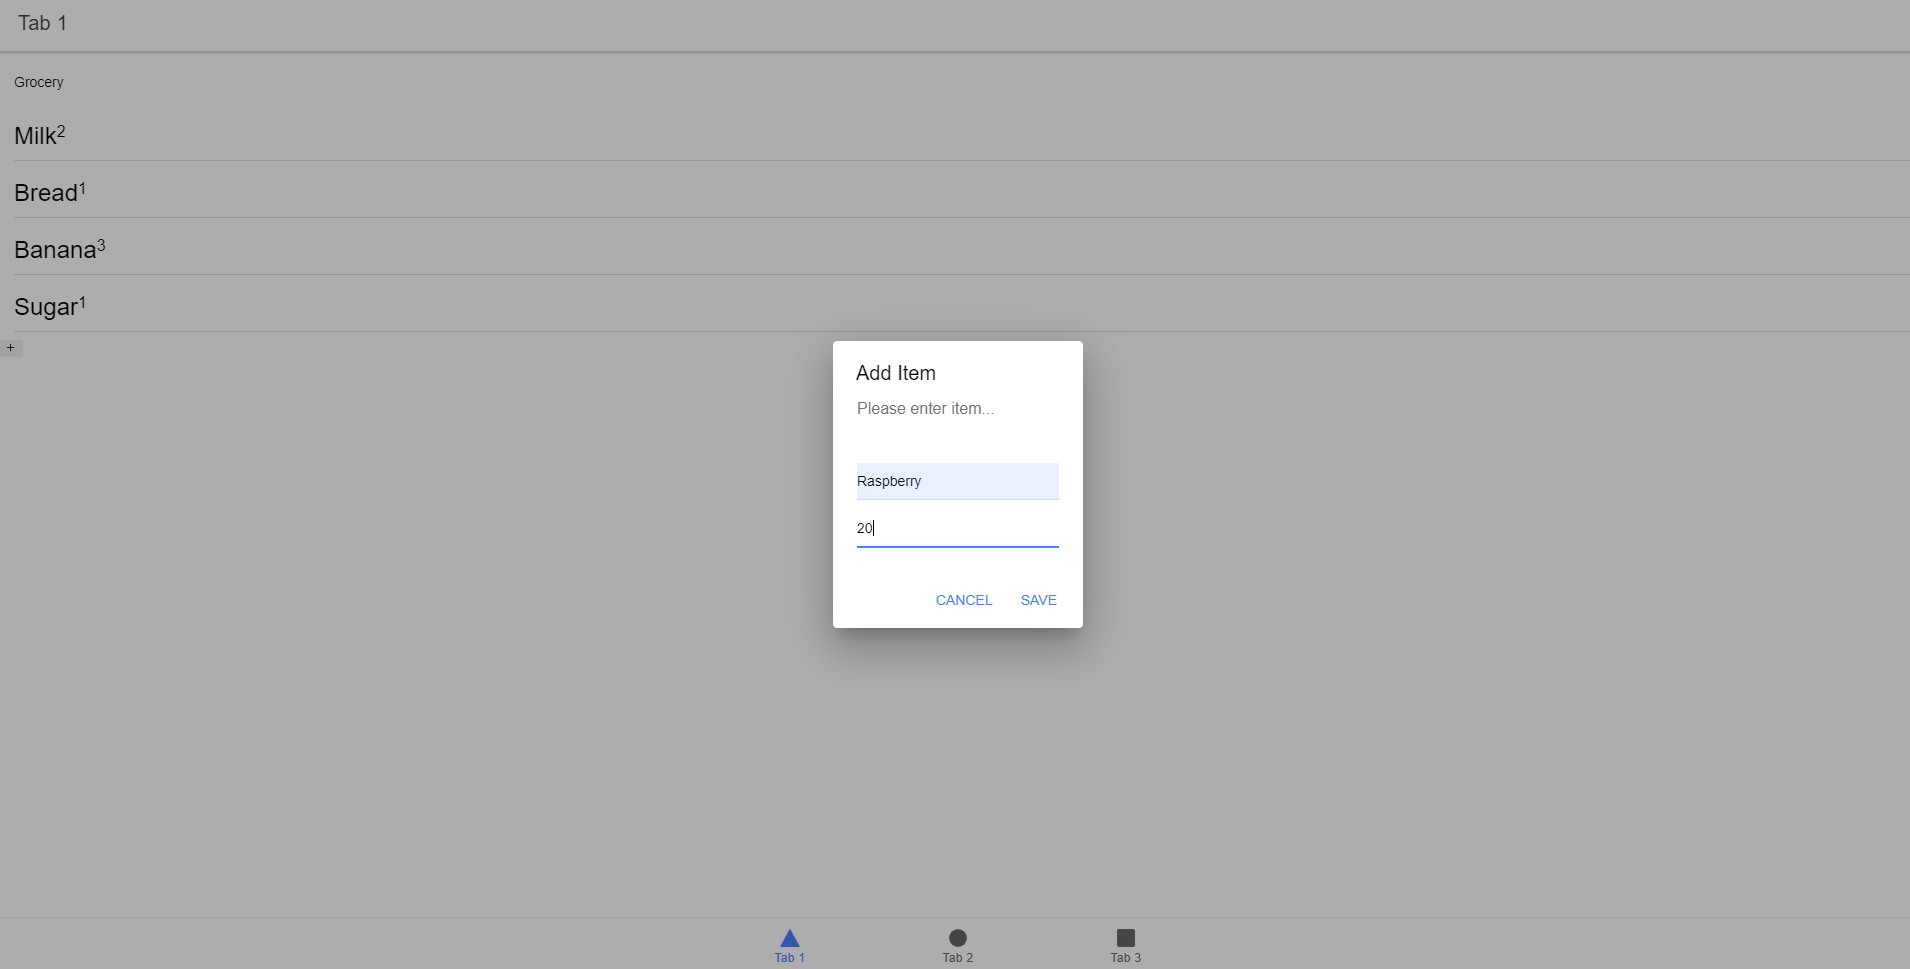 Tab 1
Grocery
Milk2
Bread1
Banana3
Sugar1
+
Add Item
Please enter item...
Raspberry
20
CANCEL SAVE
Tab 1 Tab 2 Tab 3